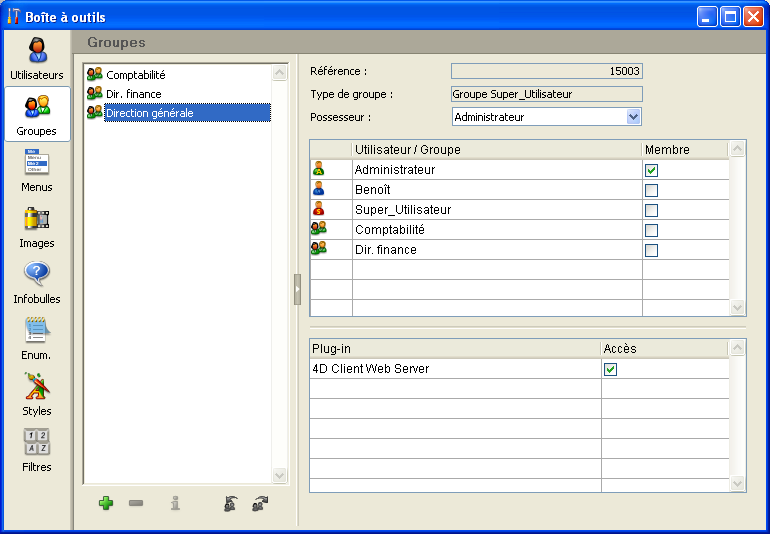 Boîte à outils
Utilisateurs
Groupes
Menus
Images
Infobulles
Enum.
Styles
Filtres
Groupes
Comptabilité
Dir. finance
Direction générale
Référence : 15003
Type de groupe : Groupe Super_Utilisateur
Possesseur : Administrateur
Utilisateur / Groupe Membre
Administrateur
Benoît
Super_Utilisateur
Comptabilité
Dir. finance
Plug-in Accès
4D Client Web Server